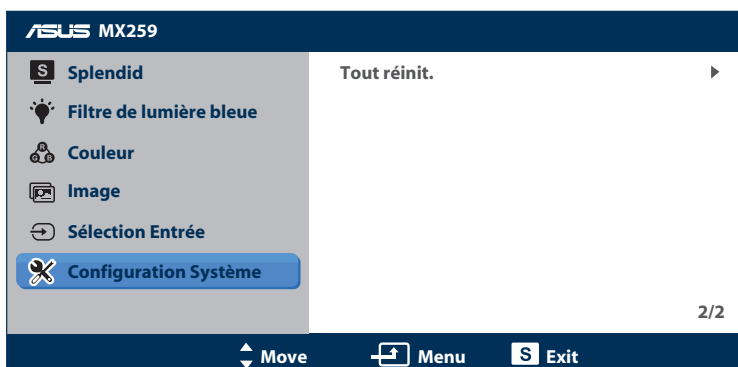 ASUS MX259
S Splendid
Tout réinit.
Filtre de lumière bleue
R G B Couleur
Image
Sélection Entrée
Configuration Système
2/2
Move Menu S Exit